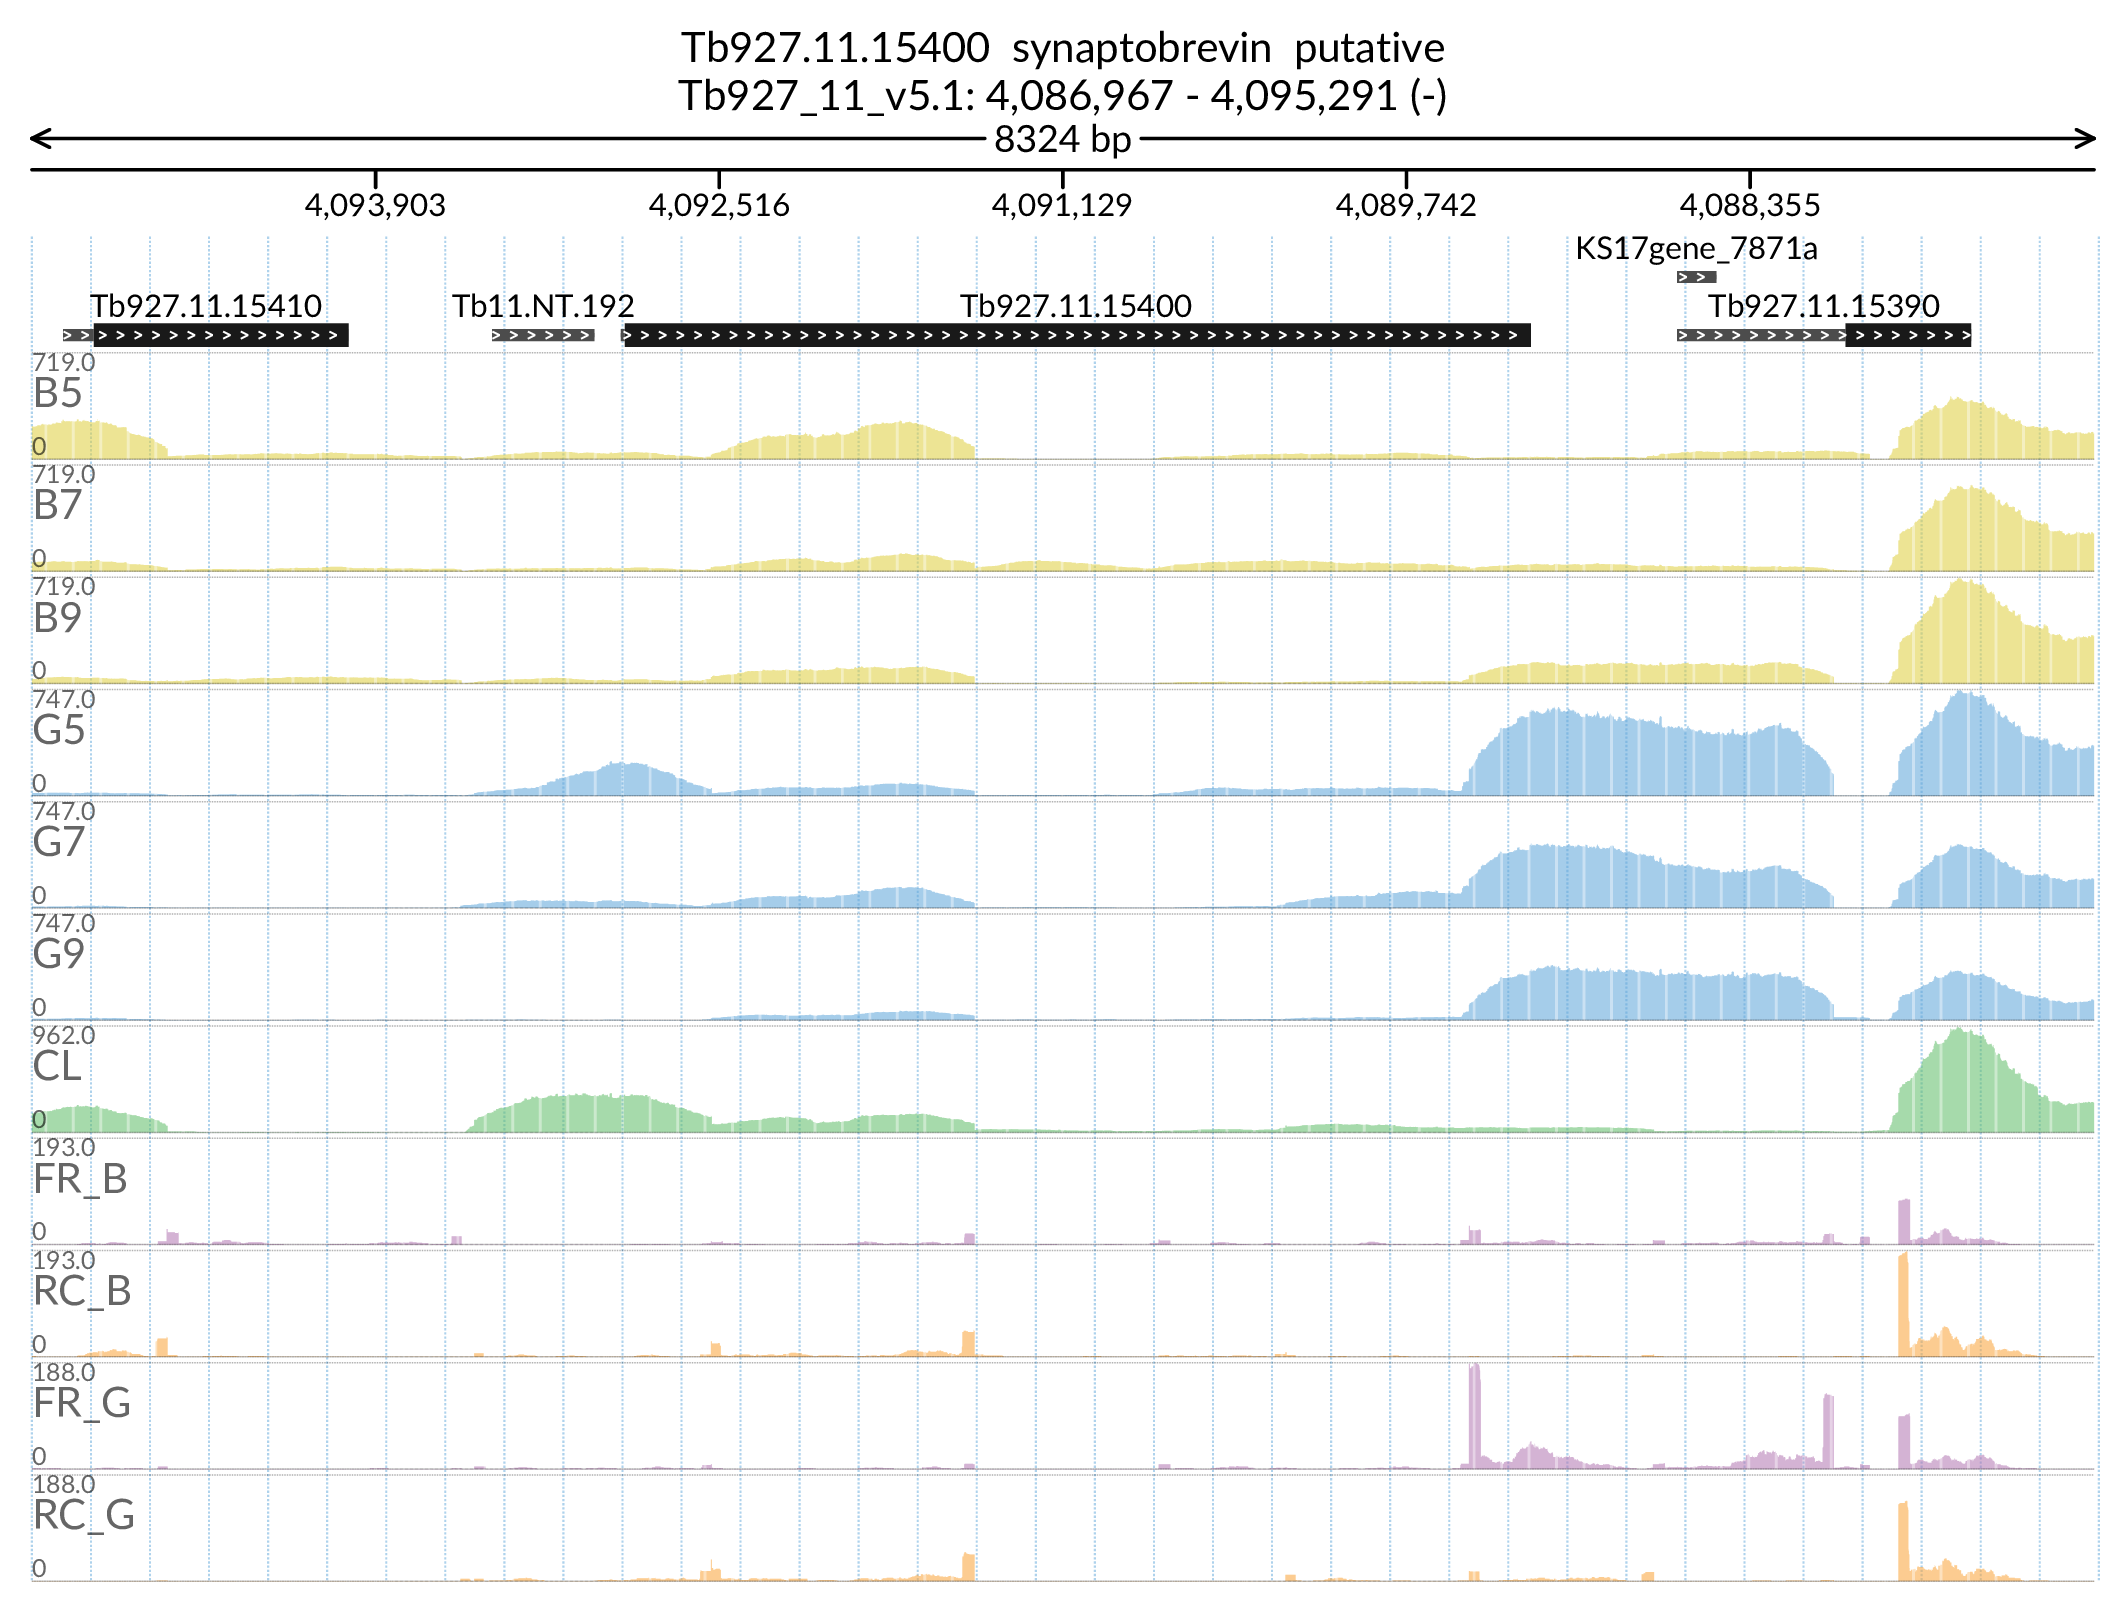 Tb927.11.15400 synaptobrevin putative
Tb927_11_v5.1: 4,086,967 - 4,095,291 (-)
8324 bp
4,093,903 4,092,516 4,091,129 4,089,742 4,088,355
KS17gene_7871a
Tb927.11.15410 Tb11.NT.192 Tb927.11.15400 Tb927.11.15390
719.0
B5
0
719.0
B7
0
719.0
B9
0
747.0
G5
0
747.0
G7
0
747.0
G9
0
962.0
CL
0
193.0
FR_B
0
193.0
RC_B
0
188.0
FR_G
0
188.0
RC_G
0